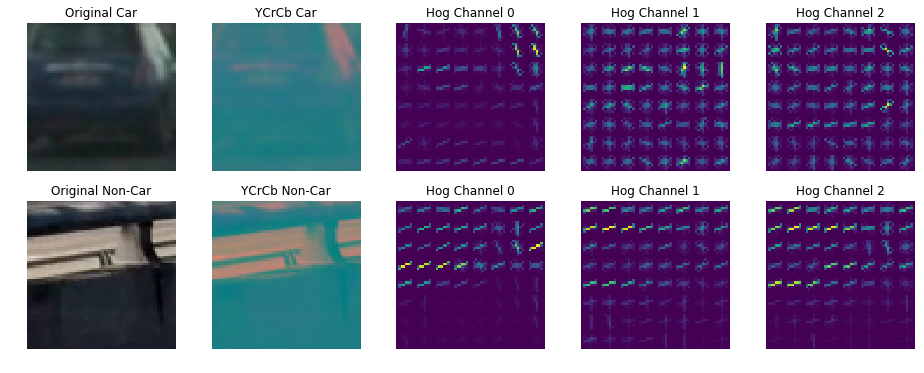 Original Car
YCrCb Car
Hog Channel 0
Hog Channel 1
Hog Channel 2
Original Non-Car
YCrCb Non-Car
Hog Channel 0
Hog Channel 1
Hog Channel 2